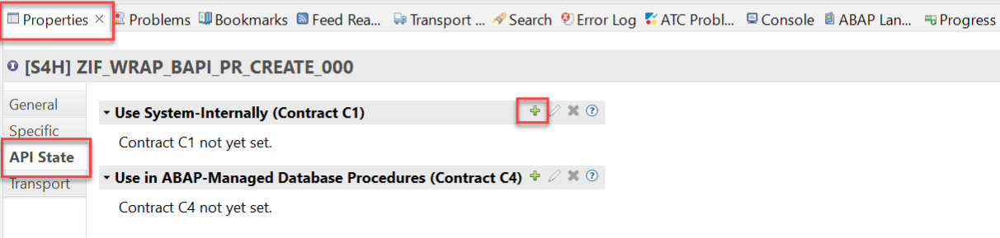 Properties × Problems Bookmarks Feed Rea... Transport ... Search Error Log ATC Probl... Console ABAP Lan... Progress
[S4H] ZIF_WRAP_BAPI_PR_CREATE_000
General
Use System-Internally (Contract C1)
Specific
Contract C1 not yet set.
API State
Use in ABAP-Managed Database Procedures (Contract C4)
Transport
Contract C4 not yet set.